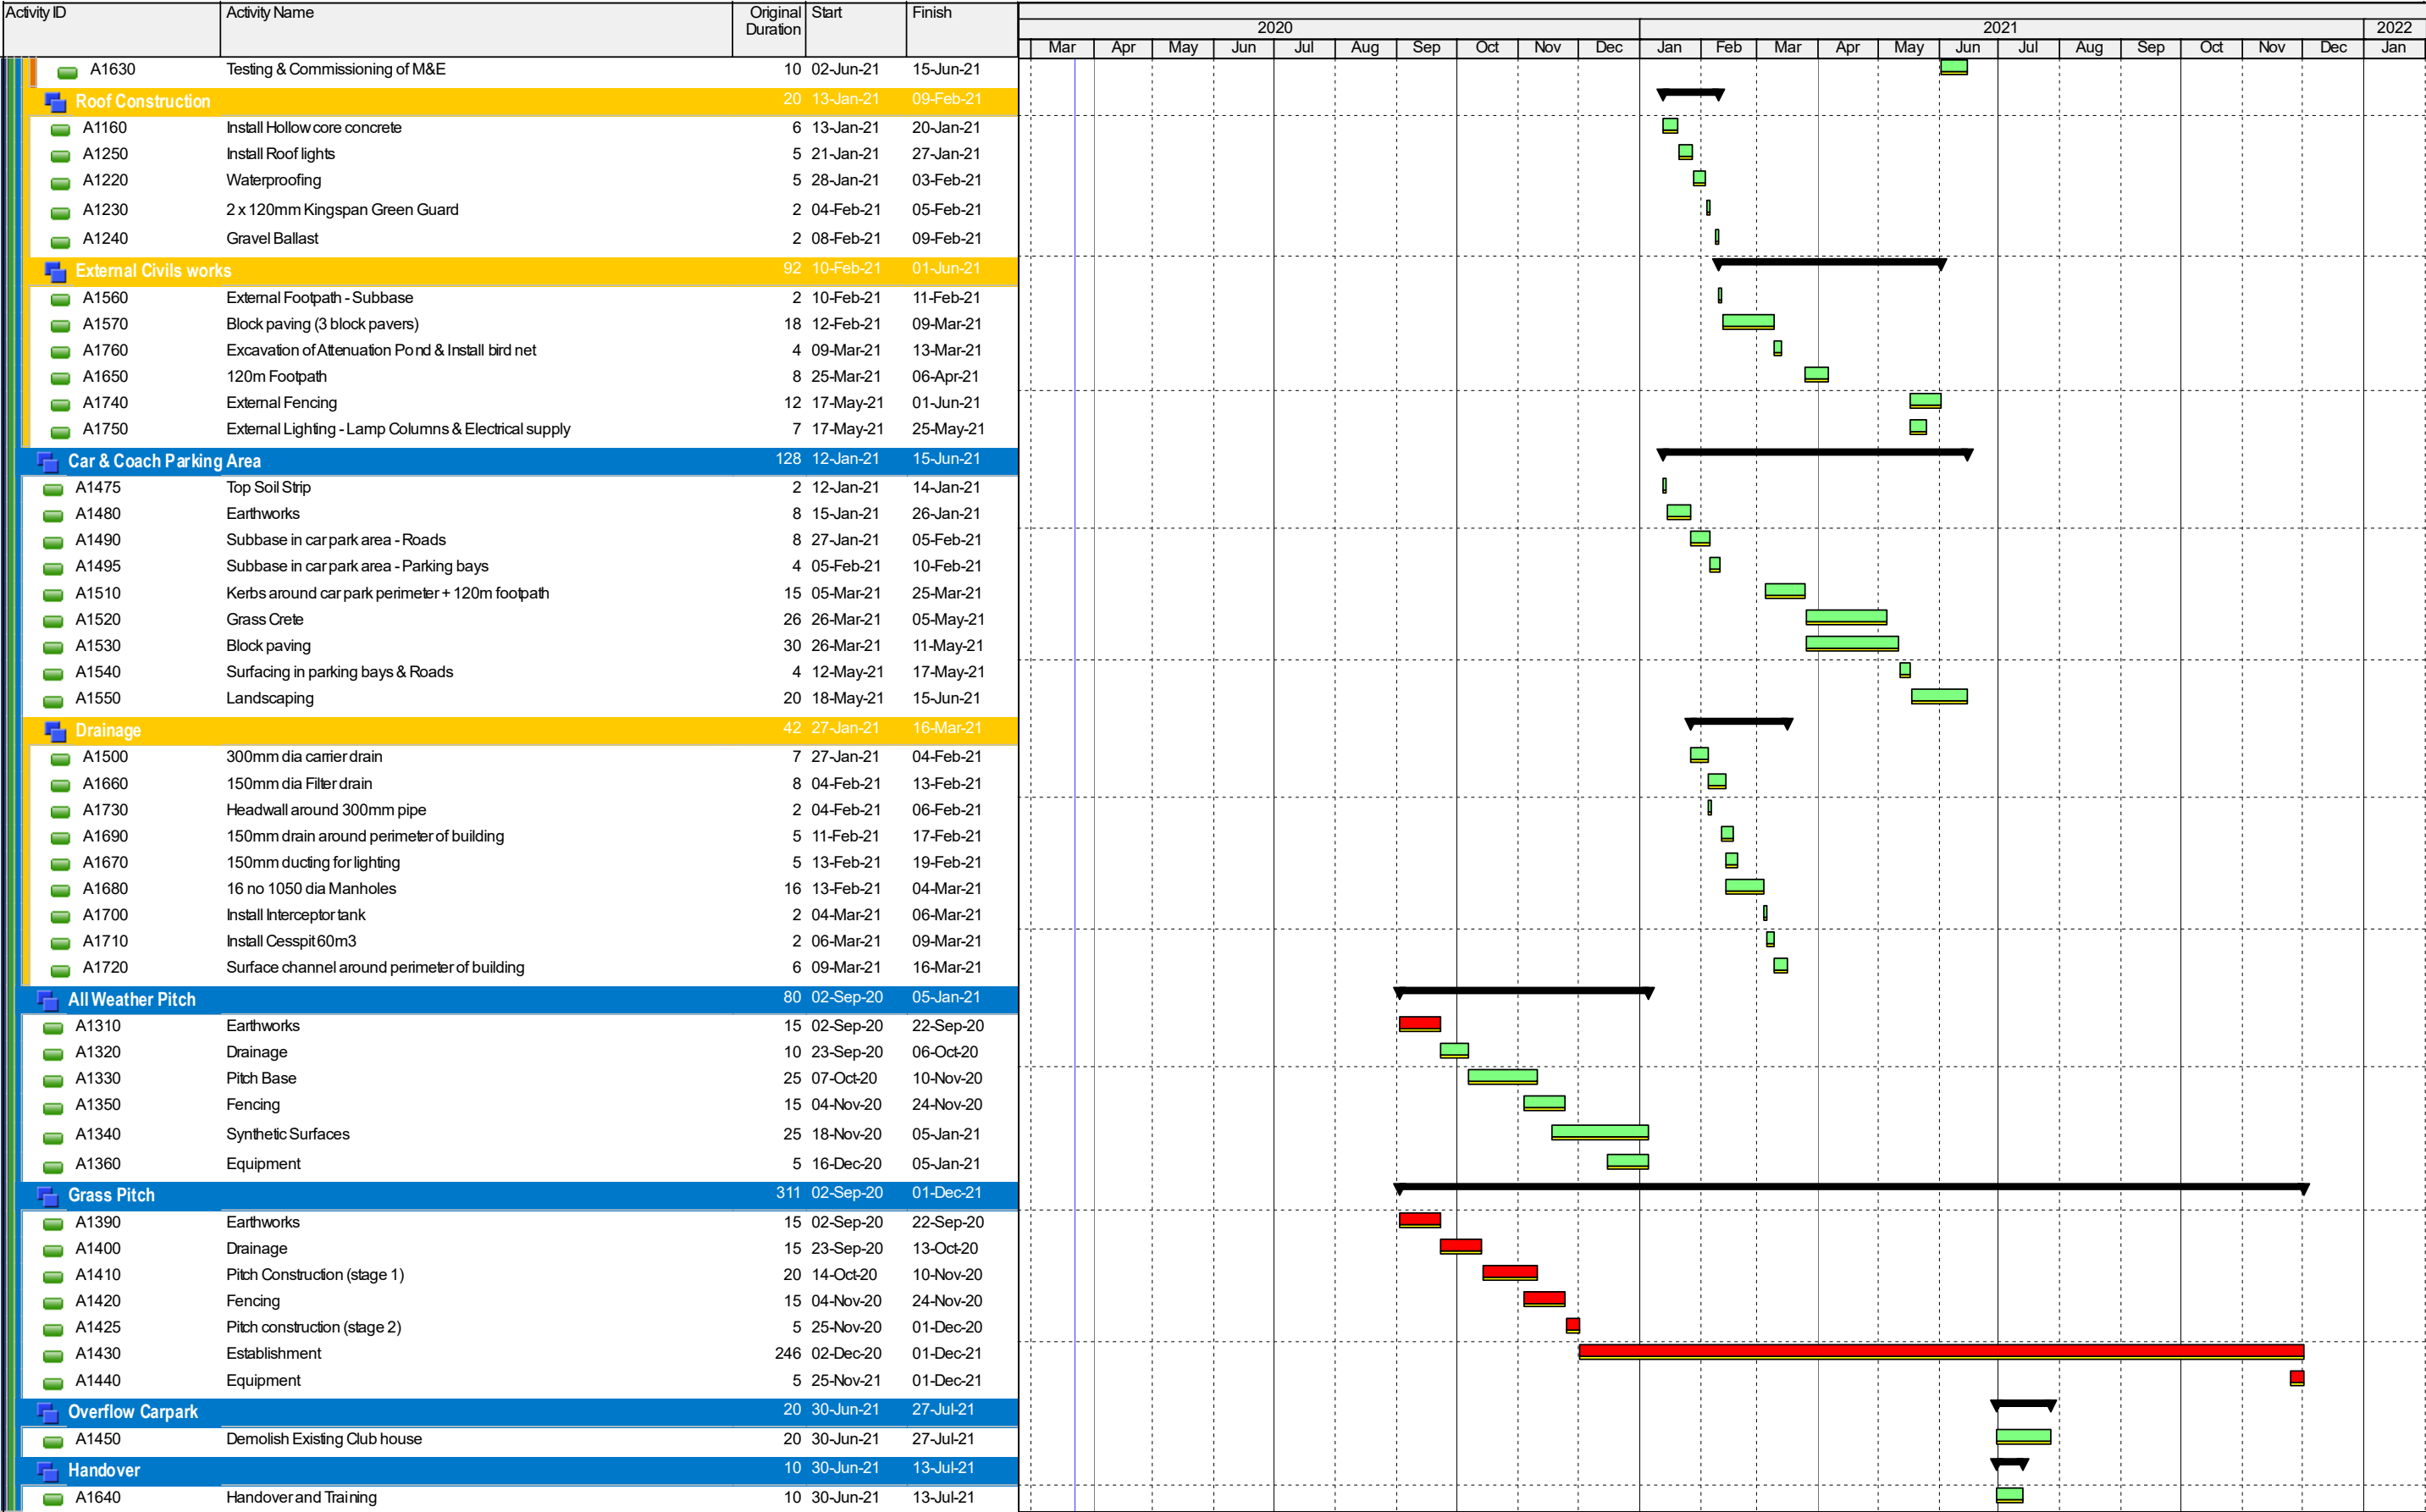 Activity ID Activity Name Original Duration Start Finish
2020 2021 2022
Mar Apr May Jun Jul Aug Sep Oct Nov Dec Jan Feb Mar Apr May Jun Jul Aug Sep Oct Nov Dec Jan
A1630 Testing & Commissioning of M&E 10 02-Jun-21 15-Jun-21
Roof Construction 20 13-Jan-21 09-Feb-21
A1160 Install Hollow core concrete 6 13-Jan-21 20-Jan-21
A1250 Install Roof lights 5 21-Jan-21 27-Jan-21
A1220 Waterproofing 5 28-Jan-21 03-Feb-21
A1230 2 x 120mm Kingspan Green Guard 2 04-Feb-21 05-Feb-21
A1240 Gravel Ballast 2 08-Feb-21 09-Feb-21
External Civils works 92 10-Feb-21 01-Jun-21
A1560 External Footpath - Subbase 2 10-Feb-21 11-Feb-21
A1570 Block paving (3 block pavers) 18 12-Feb-21 09-Mar-21
A1760 Excavation of Attenuation Pond & Install bird net 4 09-Mar-21 13-Mar-21
A1650 120m Footpath 8 25-Mar-21 06-Apr-21
A1740 External Fencing 12 17-May-21 01-Jun-21
A1750 External Lighting - Lamp Columns & Electrical supply 7 17-May-21 25-May-21
Car & Coach Parking Area 128 12-Jan-21 15-Jun-21
A1475 Top Soil Strip 2 12-Jan-21 14-Jan-21
A1480 Earthworks 8 15-Jan-21 26-Jan-21
A1490 Subbase in car park area - Roads 8 27-Jan-21 05-Feb-21
A1495 Subbase in car park area - Parking bays 4 05-Feb-21 10-Feb-21
A1510 Kerbs around car park perimeter + 120m footpath 15 05-Mar-21 25-Mar-21
A1520 Grass Crete 26 26-Mar-21 05-May-21
A1530 Block paving 30 26-Mar-21 11-May-21
A1540 Surfacing in parking bays & Roads 4 12-May-21 17-May-21
A1550 Landscaping 20 18-May-21 15-Jun-21
Drainage 42 27-Jan-21 16-Mar-21
A1500 300mm dia carrier drain 7 27-Jan-21 04-Feb-21
A1660 150mm dia Filter drain 8 04-Feb-21 13-Feb-21
A1730 Headwall around 300mm pipe 2 04-Feb-21 06-Feb-21
A1690 150mm drain around perimeter of building 5 11-Feb-21 17-Feb-21
A1670 150mm ducting for lighting 5 13-Feb-21 19-Feb-21
A1680 16 no 1050 dia Manholes 16 13-Feb-21 04-Mar-21
A1700 Install Interceptor tank 2 04-Mar-21 06-Mar-21
A1710 Install Cesspit 60m3 2 06-Mar-21 09-Mar-21
A1720 Surface channel around perimeter of building 6 09-Mar-21 16-Mar-21
All Weather Pitch 80 02-Sep-20 05-Jan-21
A1310 Earthworks 15 02-Sep-20 22-Sep-20
A1320 Drainage 10 23-Sep-20 06-Oct-20
A1330 Pitch Base 25 07-Oct-20 10-Nov-20
A1350 Fencing 15 04-Nov-20 24-Nov-20
A1340 Synthetic Surfaces 25 18-Nov-20 05-Jan-21
A1360 Equipment 5 16-Dec-20 05-Jan-21
Grass Pitch 311 02-Sep-20 01-Dec-21
A1390 Earthworks 15 02-Sep-20 22-Sep-20
A1400 Drainage 15 23-Sep-20 13-Oct-20
A1410 Pitch Construction (stage 1) 20 14-Oct-20 10-Nov-20
A1420 Fencing 15 04-Nov-20 24-Nov-20
A1425 Pitch construction (stage 2) 5 25-Nov-20 01-Dec-20
A1430 Establishment 246 02-Dec-20 01-Dec-21
A1440 Equipment 5 25-Nov-21 01-Dec-21
Overflow Carpark 20 30-Jun-21 27-Jul-21
A1450 Demolish Existing Club house 20 30-Jun-21 27-Jul-21
Handover 10 30-Jun-21 13-Jul-21
A1640 Handover and Training 10 30-Jun-21 13-Jul-21